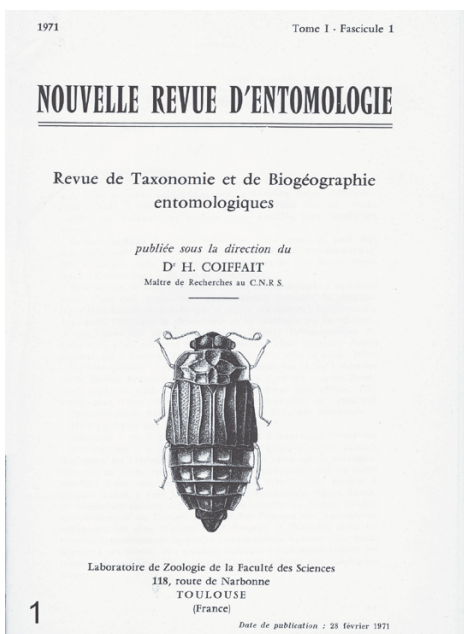 1971 Tome I - Fascicule 1
NOUVELLE REVUE D'ENTOMOLOGIE
Revue de Taxonomie et de Biogéographie
entomologiques
publiée sous la direction du
Dr H. COIFFAIT
Maître de Recherches au C.N.R S.
Laboratoire de Zoologie de la Faculté des Sciences
118, route de Narbonne
TOULOUSE
(France)
1
Date de publication : 28 février 1971